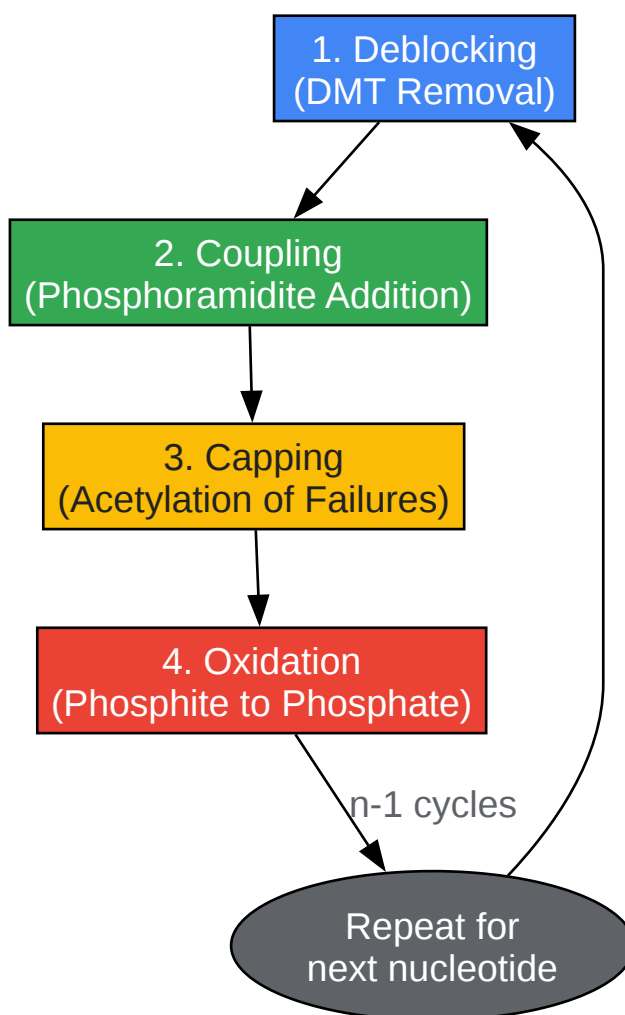 1. Deblocking
(DMT Removal)
2. Coupling
(Phosphoramidite Addition)
3. Capping
(Acetylation of Failures)
4. Oxidation
(Phosphite to Phosphate)
n-1 cycles
Repeat for
next nucleotide